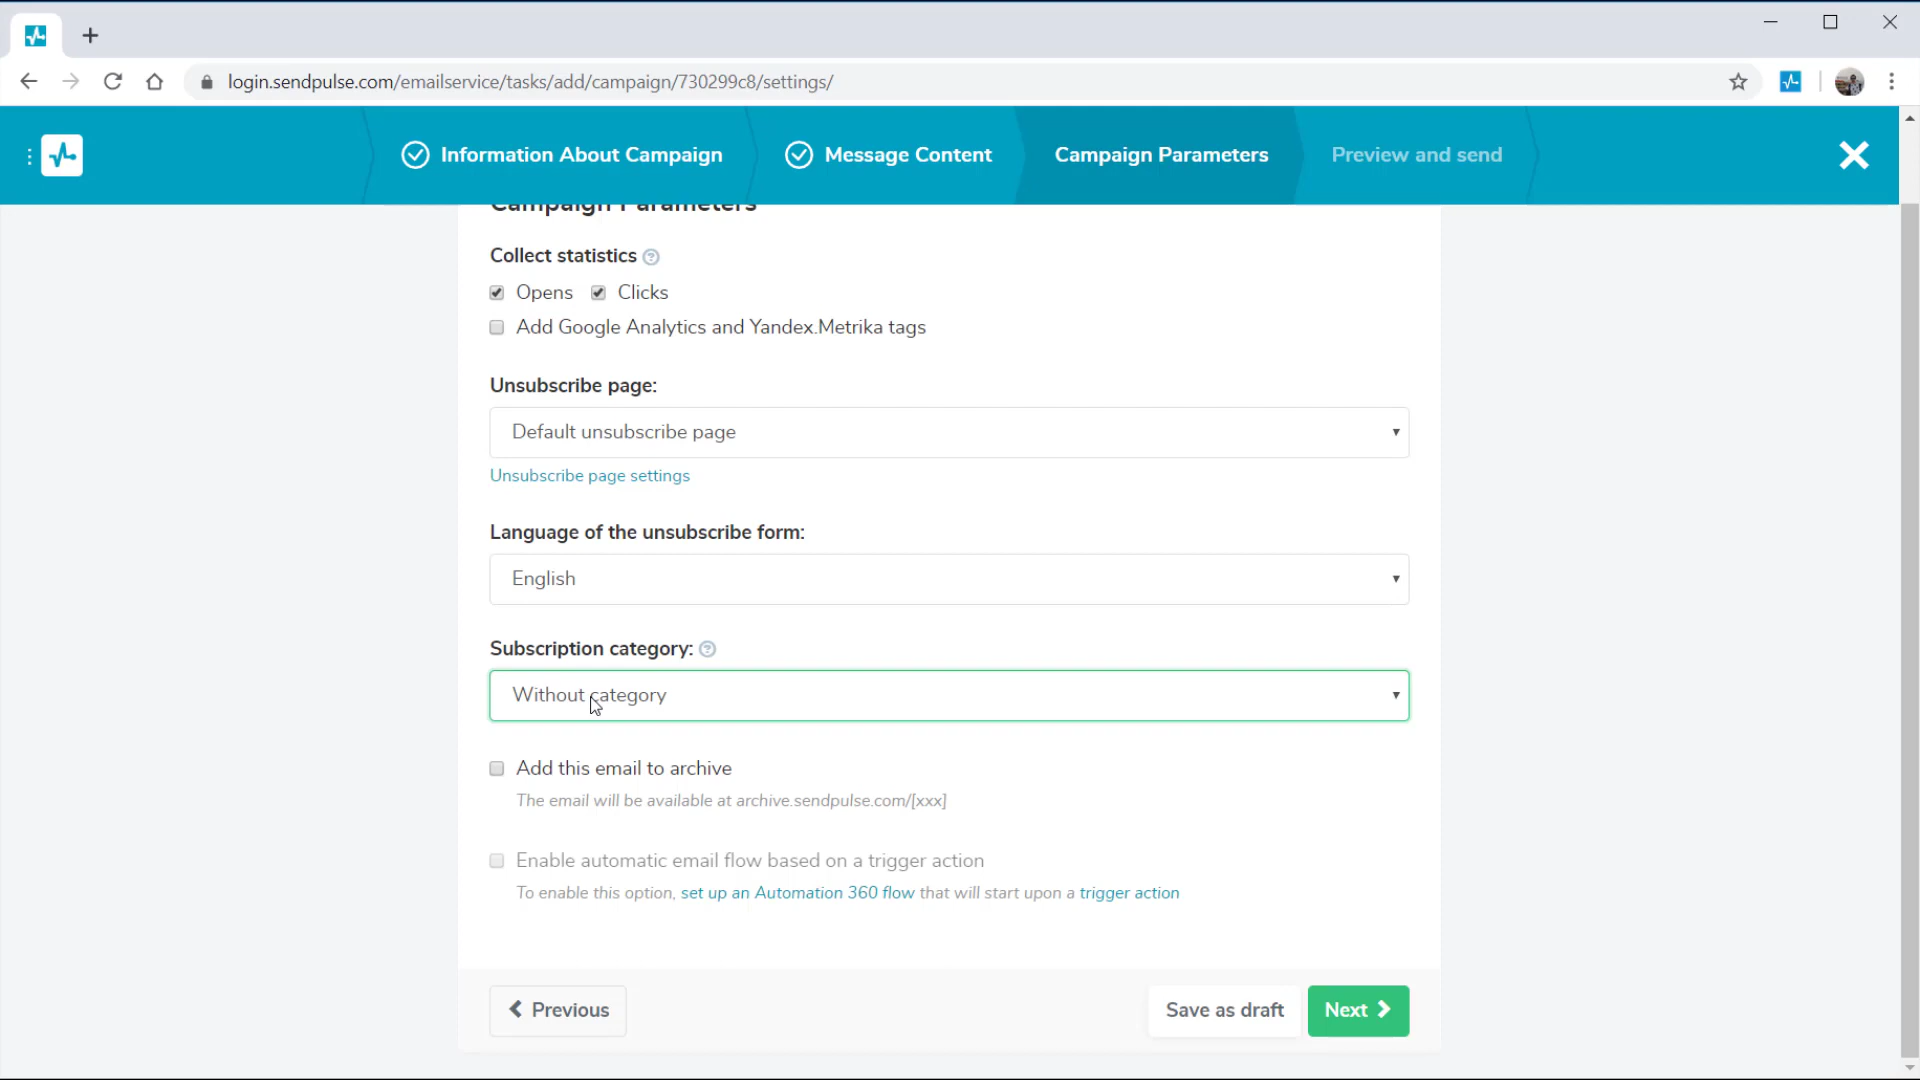 login.sendpulse.com/emailservice/tasks/add/campaign/730299c8/settings/
Information About Campaign
Message Content
Campaign Parameters
Preview and send
Campaign Parameters
Collect statistics
Opens
Clicks
Add Google Analytics and Yandex.Metrika tags
Unsubscribe page:
Default unsubscribe page
Unsubscribe page settings
Language of the unsubscribe form:
English
Subscription category:
Without category
Add this email to archive
The email will be available at archive.sendpulse.com/[xxx]
Enable automatic email flow based on a trigger action
To enable this option, set up an Automation 360 flow that will start upon a trigger action
Previous
Save as draft
Next